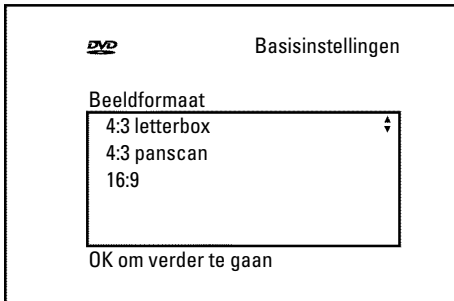 DVD Basisinstellingen
Beeldformaat
4:3 letterbox
4:3 panscan
16:9
OK om verder te gaan